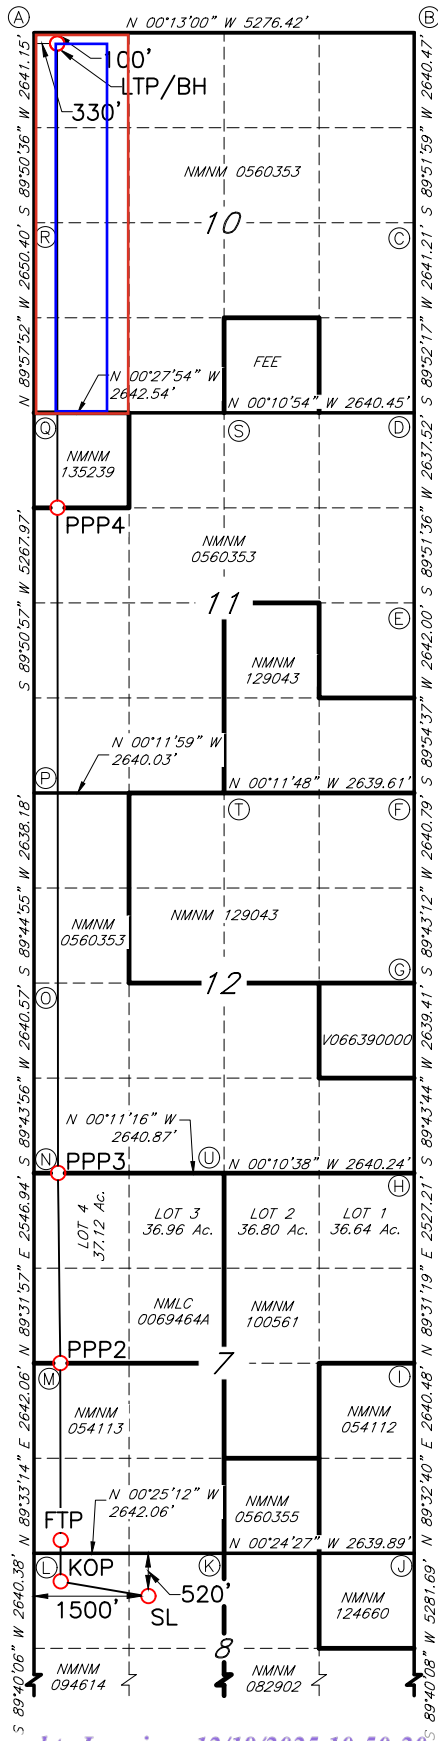 A
N 00°13'00" W 5276.42'
B
S 89°50'36" W 2641.15'
100'
LTP/BH
330'
S 89°51'59" W 2640.47'
NMNM 0560353
10
R
C
N 89°57'52" W 2650.40'
S 89°52'17" W 2641.21'
FEE
N 00°27'54" W
2642.54'
N 00°10'54" W 2640.45'
Q
S
D
NMNM
135239
PPP4
S 89°51'36" W 2637.52'
NMNM
0560353
S 89°50'57" W 5267.97'
11
E
NMNM
129043
S 89°54'37" W 2642.00'
N 00°11'59" W
2640.03'
N 00°11'48" W 2639.61'
P
T
F
S 89°44'55" W 2638.18'
S 89°43'12" W 2640.79'
NMNM
0560353
NMNM 129043
12
G
O
S 89°43'56" W 2640.57'
V066390000
S 89°43'44" W 2639.41'
N 00°11'16" W
2640.87'
N
PPP3
U
N 00°10'38" W 2640.24'
H
N 89°31'57" E 2546.94'
LOT 4
37.12 Ac.
LOT 3
36.96 Ac.
LOT 2
36.80 Ac.
LOT 1
36.64 Ac.
N 89°31'19" E 2527.21'
NMLC
0069464A
NMNM
100561
PPP2
7
M
I
N 89°33'14" E 2642.06'
NMNM
054113
NMNM
054112
N 89°32'40" E 2640.48'
N 00°25'12" W
2642.06'
NMNM
0560355
FTP
N 00°24'27" W 2639.89'
L
KOP
K
J
520'
1500'
SL
S 89°40'06" W 2640.38'
NMNM
124660
S 89°40'08" W 5281.69'
8
NMNM
094614
NMNM
082902